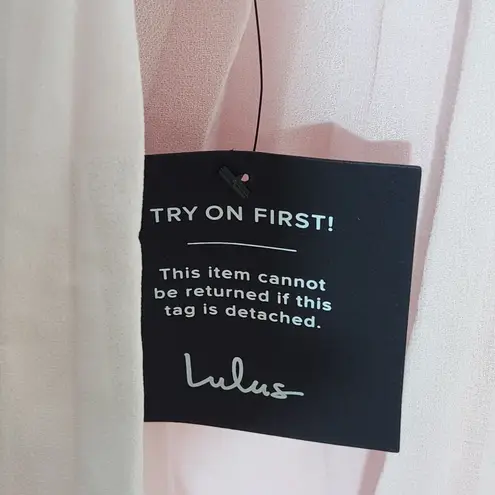 TRY ON FIRST!
This item cannot
be returned if this
tag is detached.
Lulus